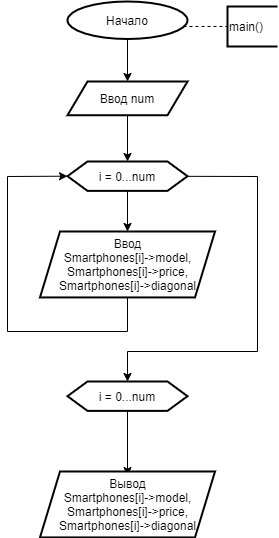 Начало
main()
Ввод num
i = 0...num
Ввод
Smartphones[i]->model,
Smartphones[i]->price,
Smartphones[i]->diagonal
i = 0...num
Вывод
Smartphones[i]->model,
Smartphones[i]->price,
Smartphones[i]->diagonal